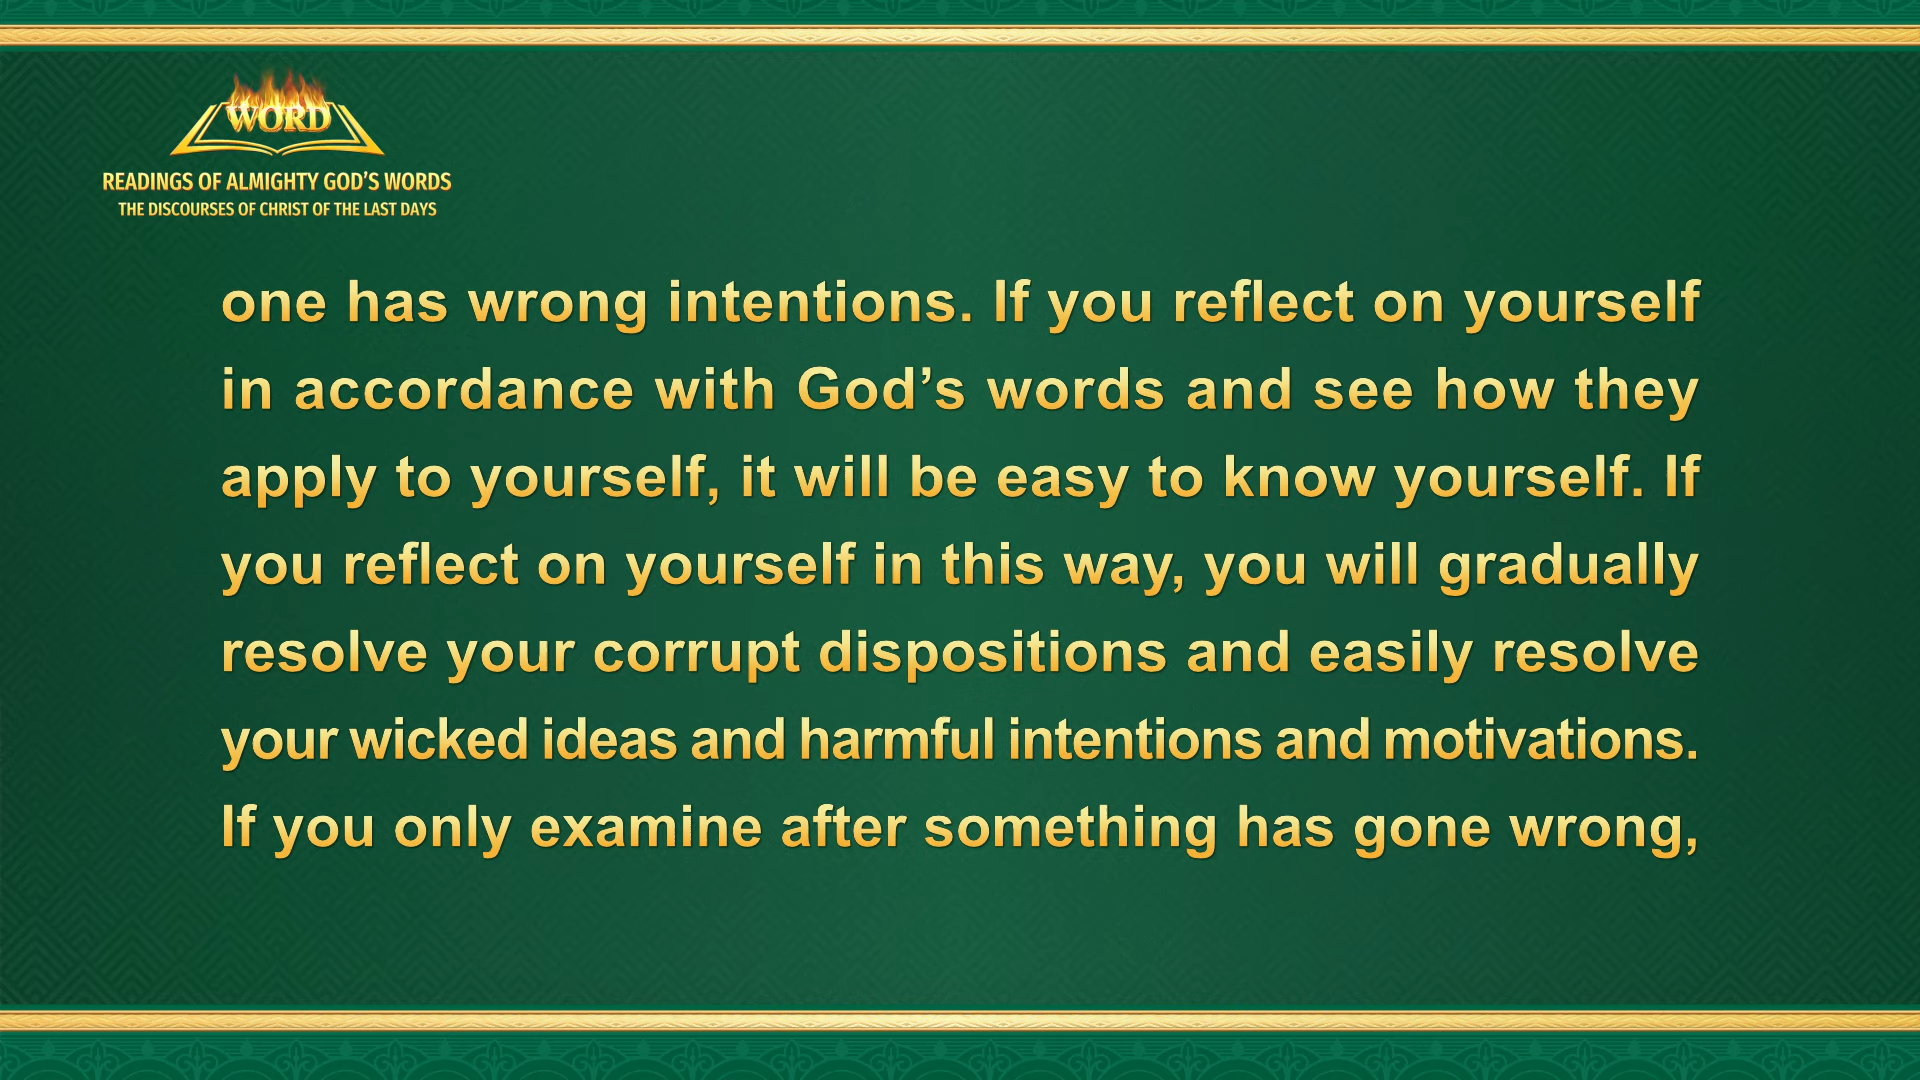 WORD
READINGS OF ALMIGHTY GOD’S WORDS
THE DISCOURSES OF CHRIST OF THE LAST DAYS
one has wrong intentions. If you reflect on yourself
in accordance with God’s words and see how they
apply to yourself, it will be easy to know yourself. If
you reflect on yourself in this way, you will gradually
resolve your corrupt dispositions and easily resolve
your wicked ideas and harmful intentions and motivations.
If you only examine after something has gone wrong,